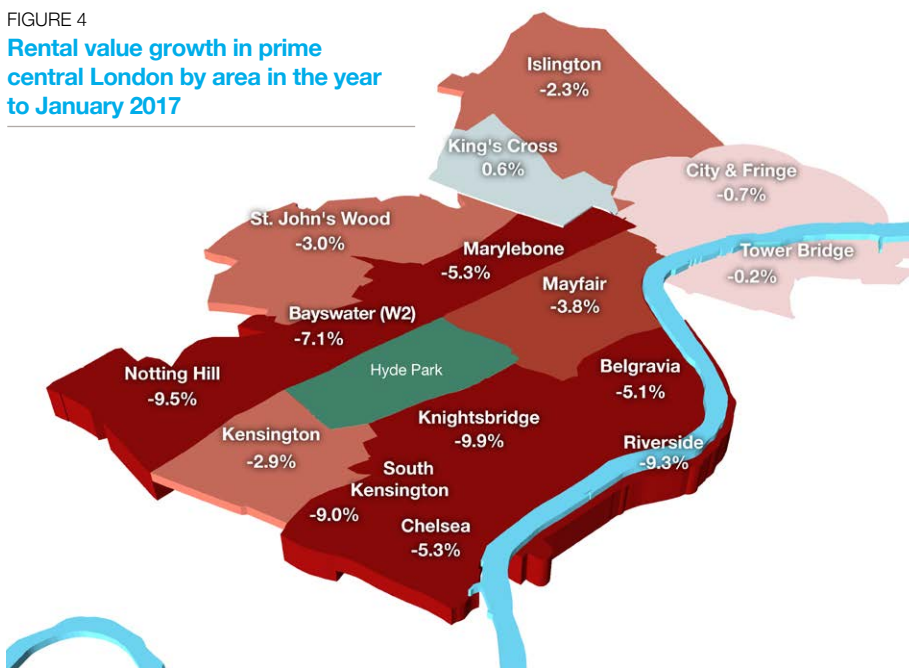 FIGURE 4
Rental value growth in prime
central London by area in the year
to January 2017
Islington
-2.3%
King's Cross
0.6%
City & Fringe
-0.7%
St. John's Wood
-3.0%
Marylebone
-5.3%
Tower Bridge
-0.2%
Mayfair
-3.8%
Bayswater (W2)
-7.1%
Notting Hill
-9.5%
Hyde Park
Belgravia
-5.1%
Knightsbridge
-9.9%
Kensington
-2.9%
Riverside
-9.3%
South
Kensington
-9.0%
Chelsea
-5.3%